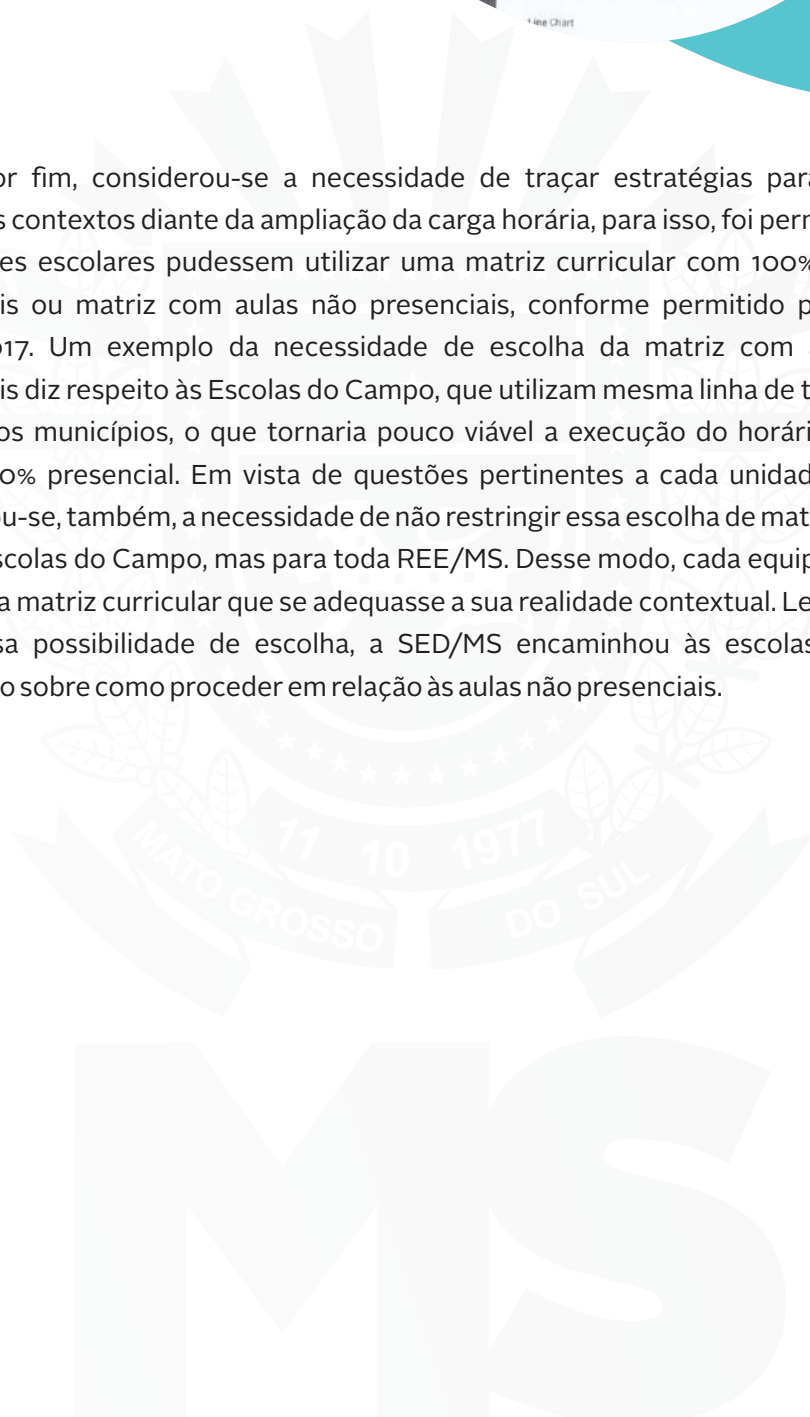 Line Chart
or fim, considerou-se a necessidade de traçar estratégias para
s contextos diante da ampliação da carga horária, para isso, foi perm
es escolares pudessem utilizar uma matriz curricular com 100%
is ou matriz com aulas não presenciais, conforme permitido p
017. Um exemplo da necessidade de escolha da matriz com
is diz respeito às Escolas do Campo, que utilizam mesma linha de t
os municípios, o que tornaria pouco viável a execução do horári
0% presencial. Em vista de questões pertinentes a cada unidad
ou-se, também, a necessidade de não restringir essa escolha de mat
scolas do Campo, mas para toda REE/MS. Desse modo, cada equip
a matriz curricular que se adequasse a sua realidade contextual. Le
sa possibilidade de escolha, a SED/MS encaminhou às escolas
o sobre como proceder em relação às aulas não presenciais.
11 10 1977
MATO GROSSO DO SUL
MS